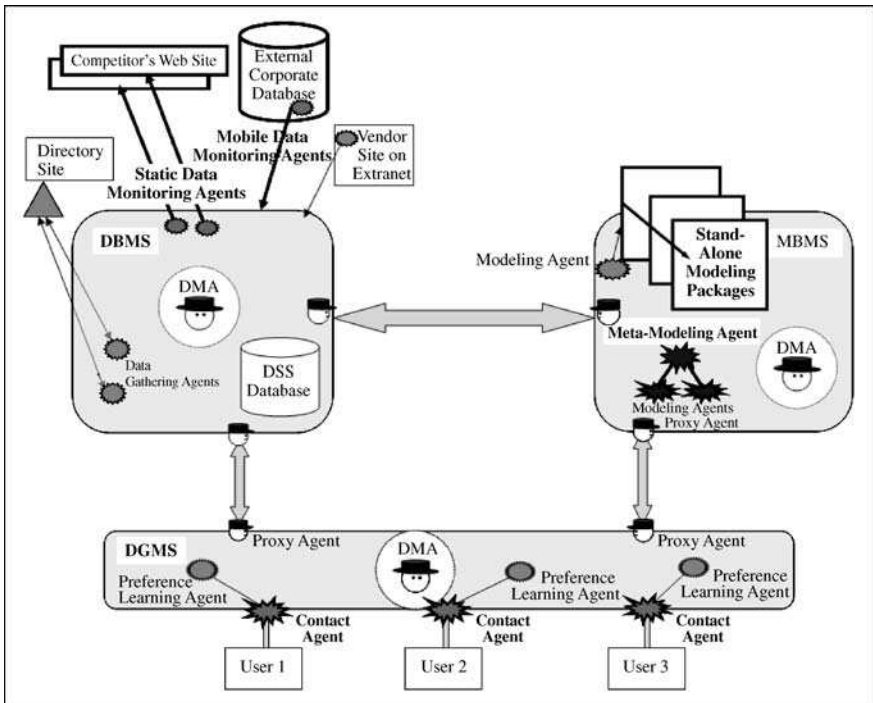 Competitor's Web Site
External
Corporate
Database
Directory
Site
Mobile Data
Monitoring Agents
Vendor
Site on
Extranet
Static Data
Monitoring Agents
DBMS
DMA
Data
Gathering Agents
DSS
Database
Modeling Agent
Stand-
Alone
Modeling
Packages
MBMS
Meta-Modeling Agent
DMA
Modeling Agents
Proxy Agent
DGMS
Proxy Agent
DMA
Proxy Agent
Preference
Learning Agent
Preference
Learning Agent
Preference
Learning Agent
Contact
Agent
Contact
Agent
Contact
Agent
User 1
User 2
User 3